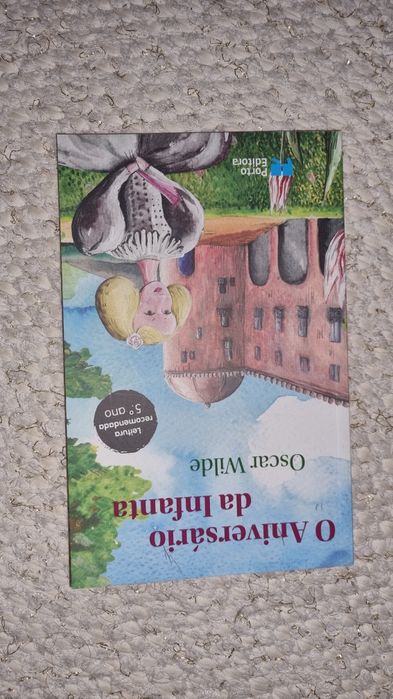 O Aniversário
da Infanta
Oscar Wilde
Leitura
recomendada
5.º ano
Porto
Editora